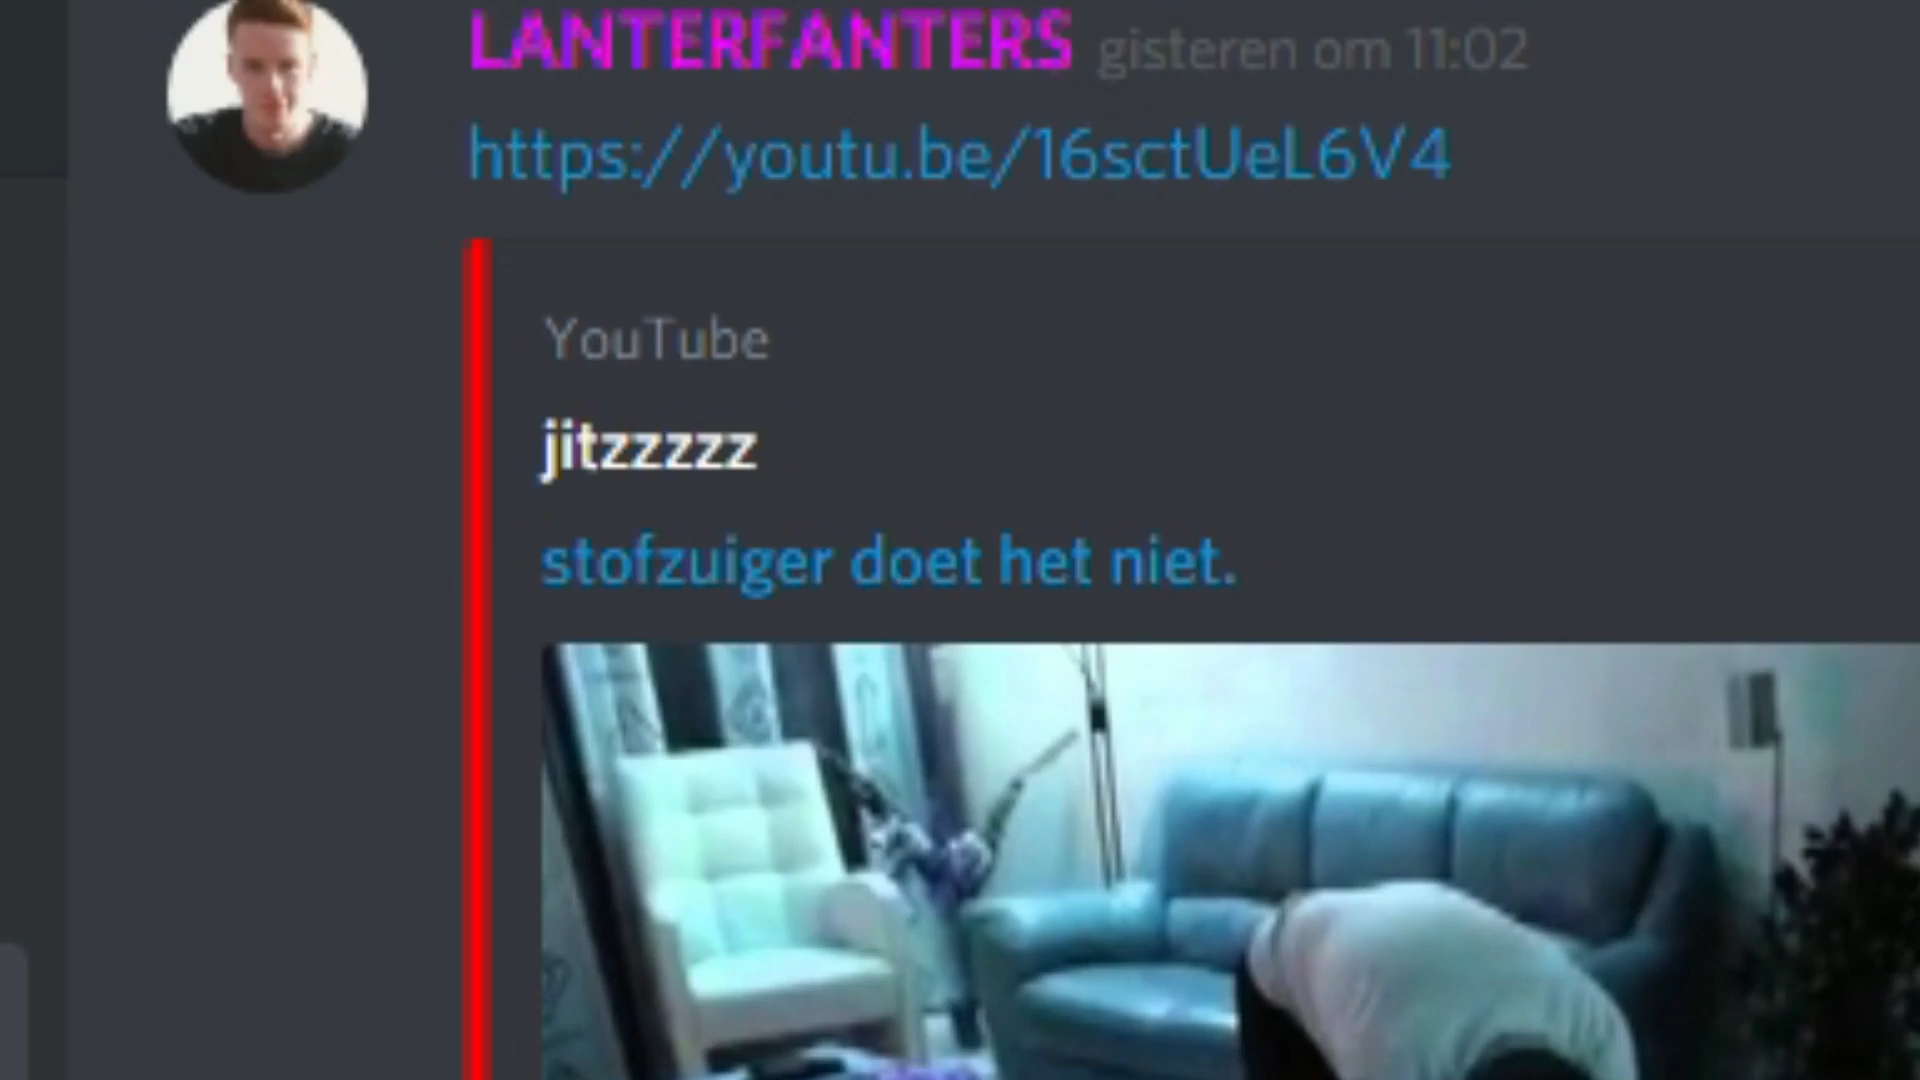 LANTERFANTERS gisteren om 11:02
https://youtu.be/16sctUeL6V4
YouTube
jitzzzzz
stofzuiger doet het niet.